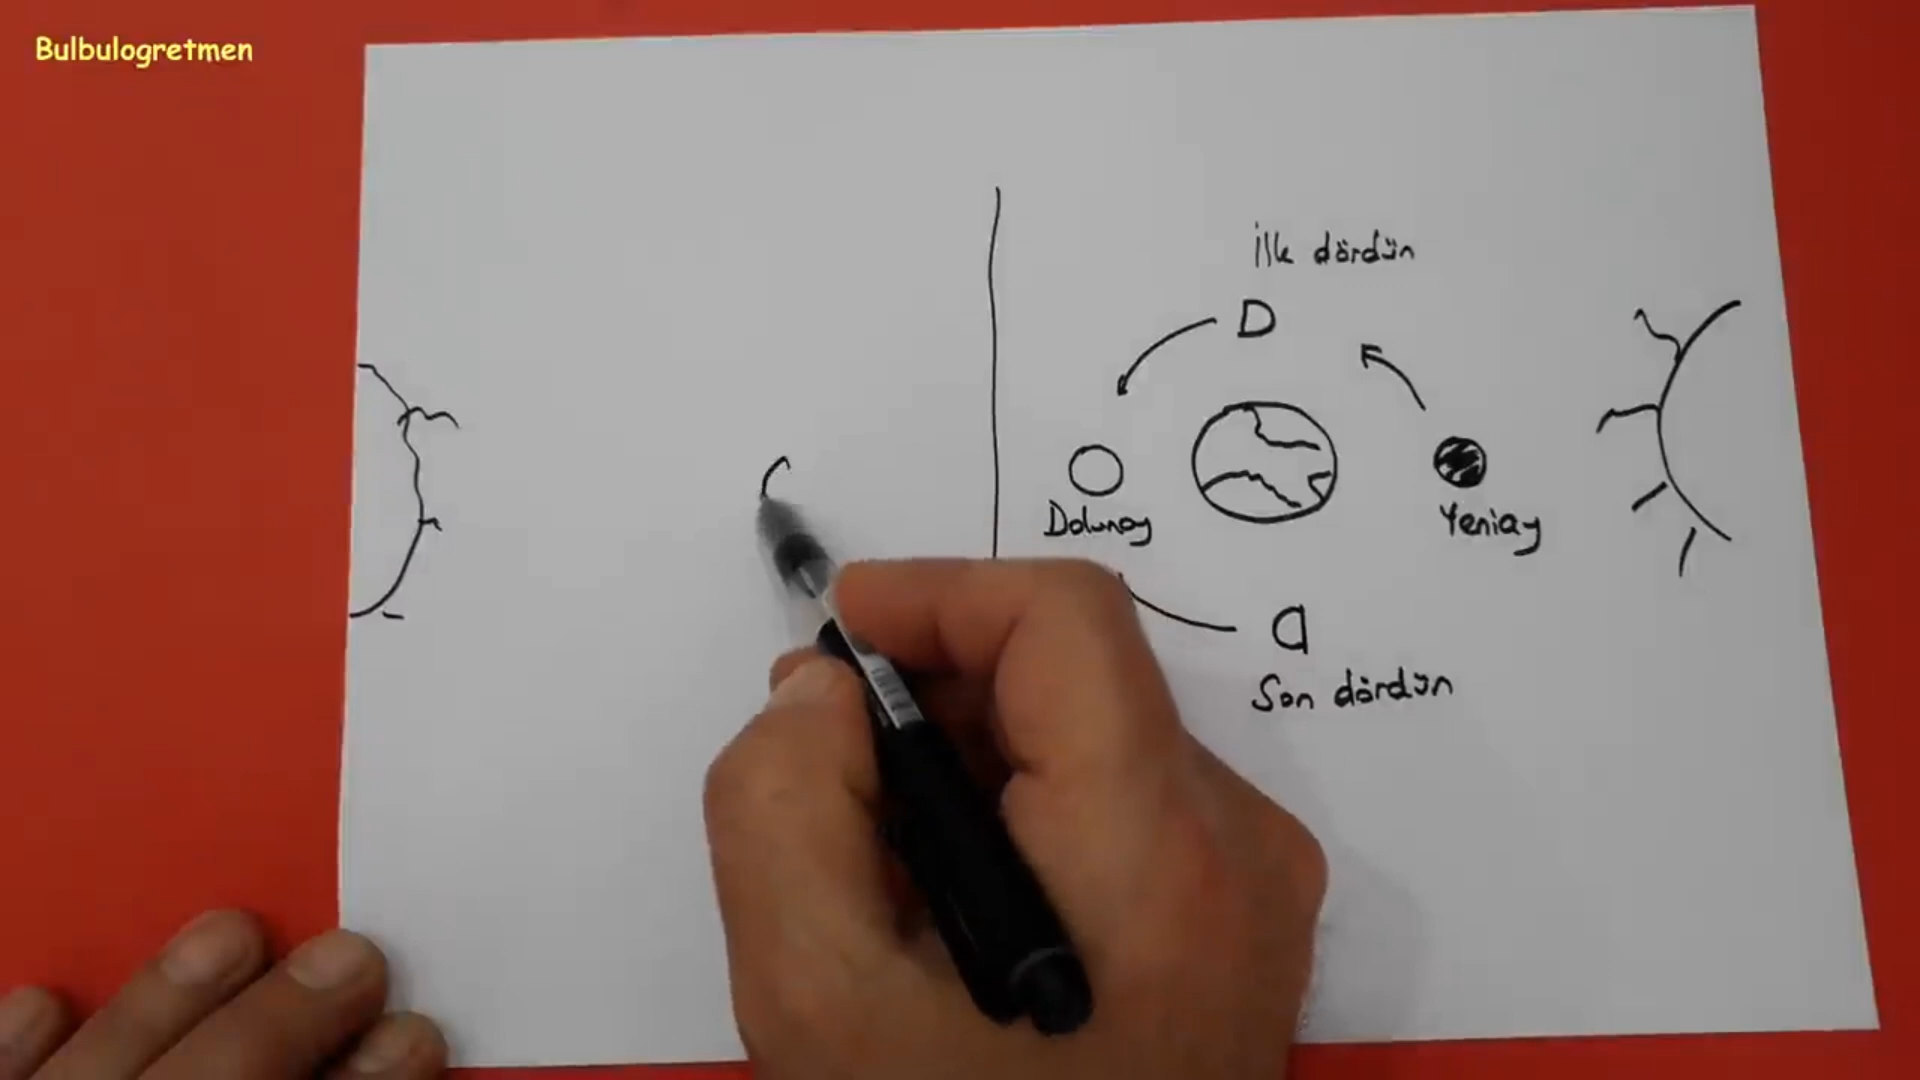 Bulbulogretmen
İlk dördün
D
Dolunay
Yeniay
Son dördün